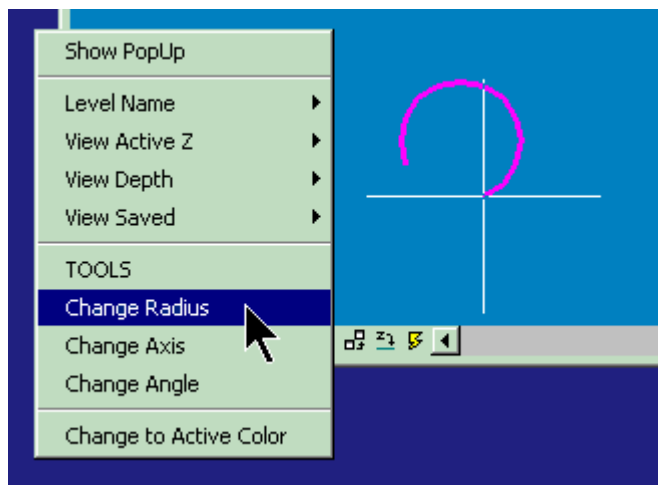 Show PopUp
Level Name
View Active Z
View Depth
View Saved
TOOLS
Change Radius
Change Axis
Change Angle
Change to Active Color